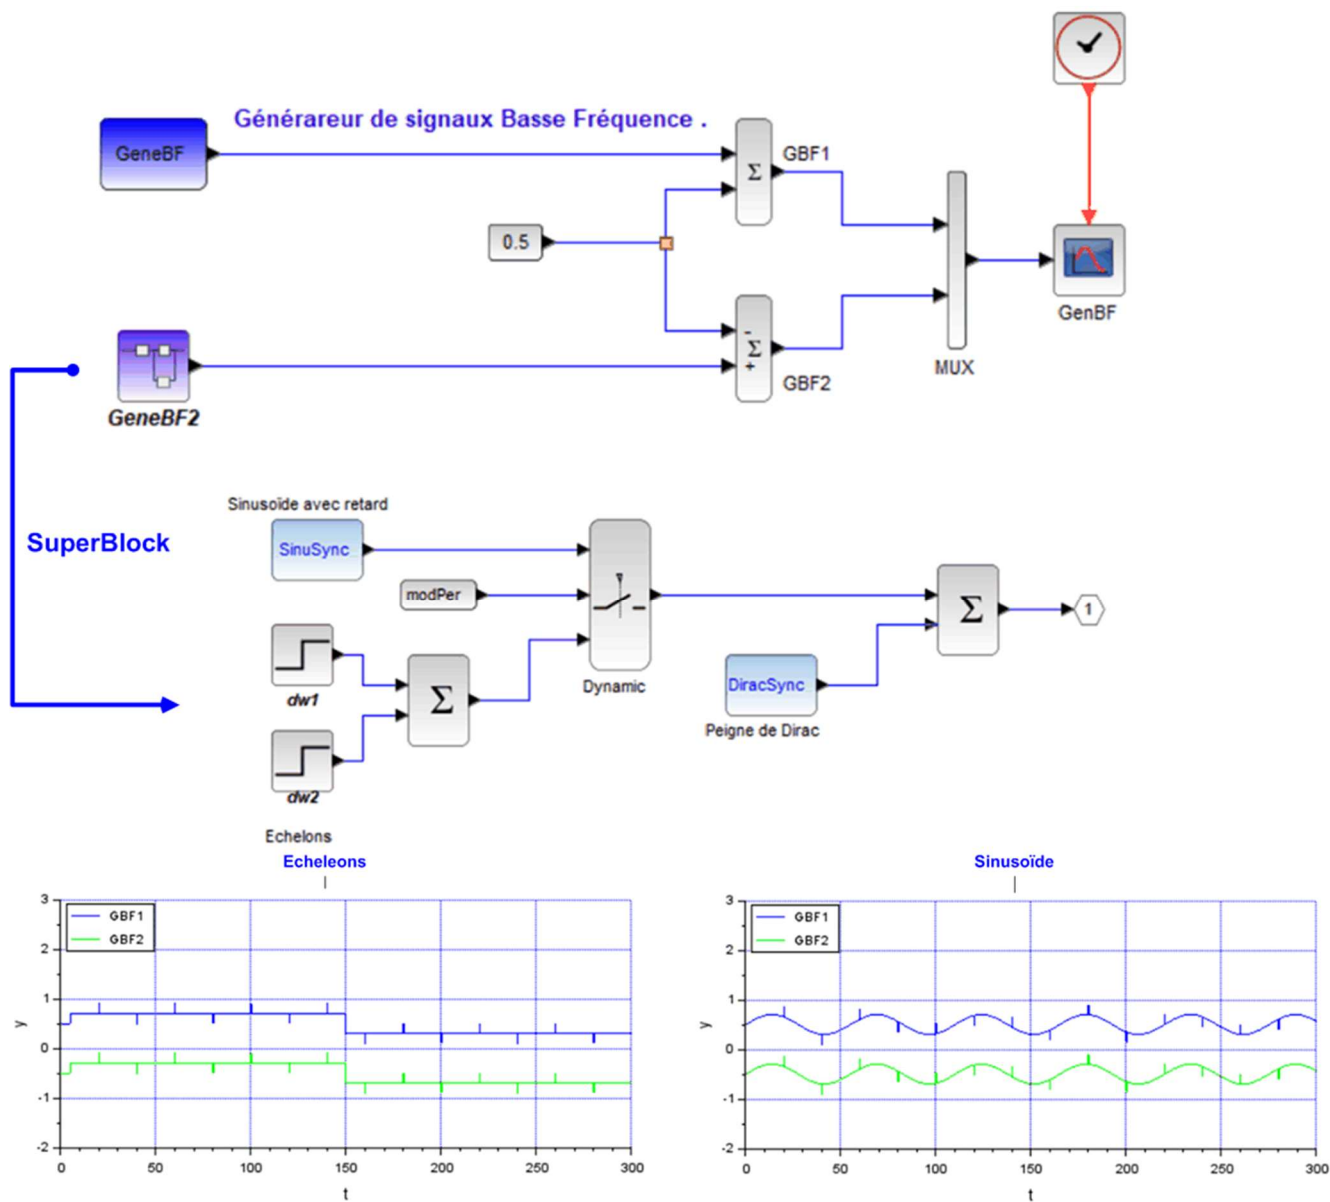 Générareur de signaux Basse Fréquence .
GeneBF
GBF1
Σ
0.5
GenBF
-
Σ
+
GBF2
MUX
GeneBF2
Sinusoïde avec retard
SuperBlock
SinuSync
modPer
Σ
1
dw1
Σ
Dynamic
DiracSync
Peigne de Dirac
dw2
Echelons
Echeleons
3
GBF1
GBF2
2
1
y
0
-1
-2
0 50 100 150 200 250 300
t
Sinusoïde
3
GBF1
GBF2
2
1
y
0
-1
-2
0 50 100 150 200 250 300
t